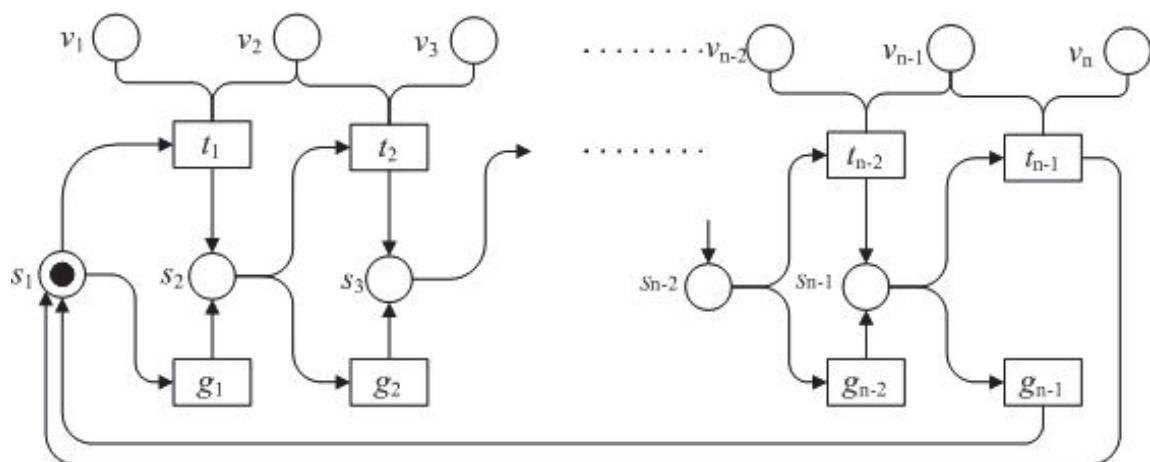 v1 v2 v3 ........ vn-2 vn-1 vn
t1 t2 ........ tn-2 tn-1
s1 s2 s3 sn-2 sn-1
g1 g2 gn-2 gn-1